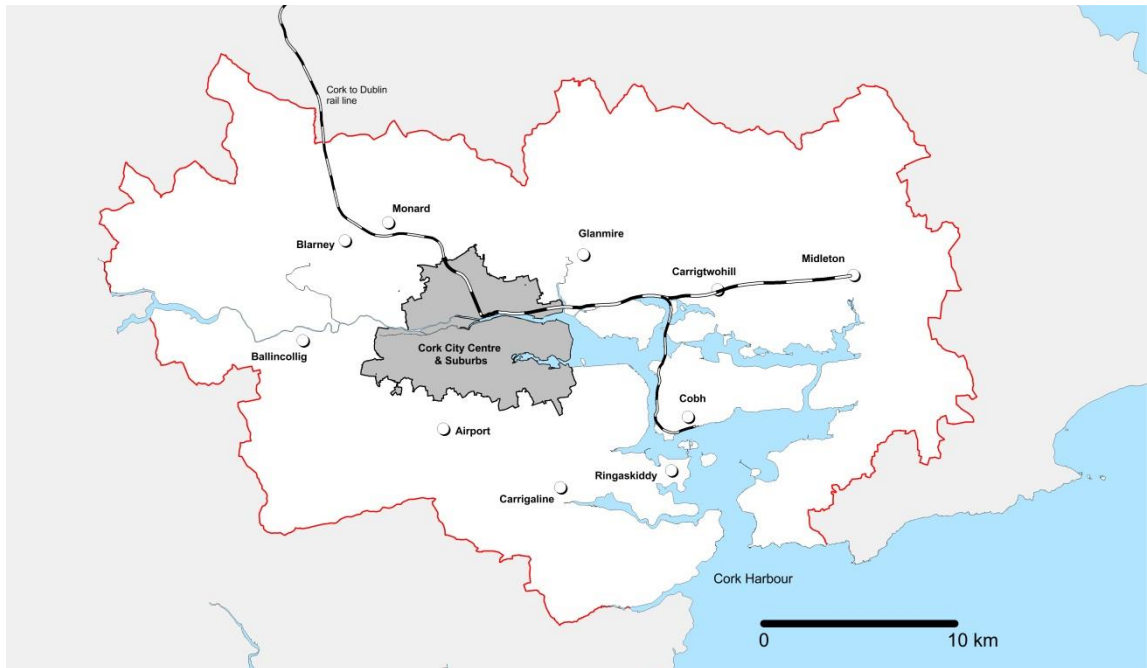 Cork to Dublin
rail line
Monard
Blarney
Glanmire
Carrigtwohill
Midleton
Ballincollig
Cork City Centre
& Suburbs
Cobh
Airport
Ringaskiddy
Carrigaline
Cork Harbour
0 10 km